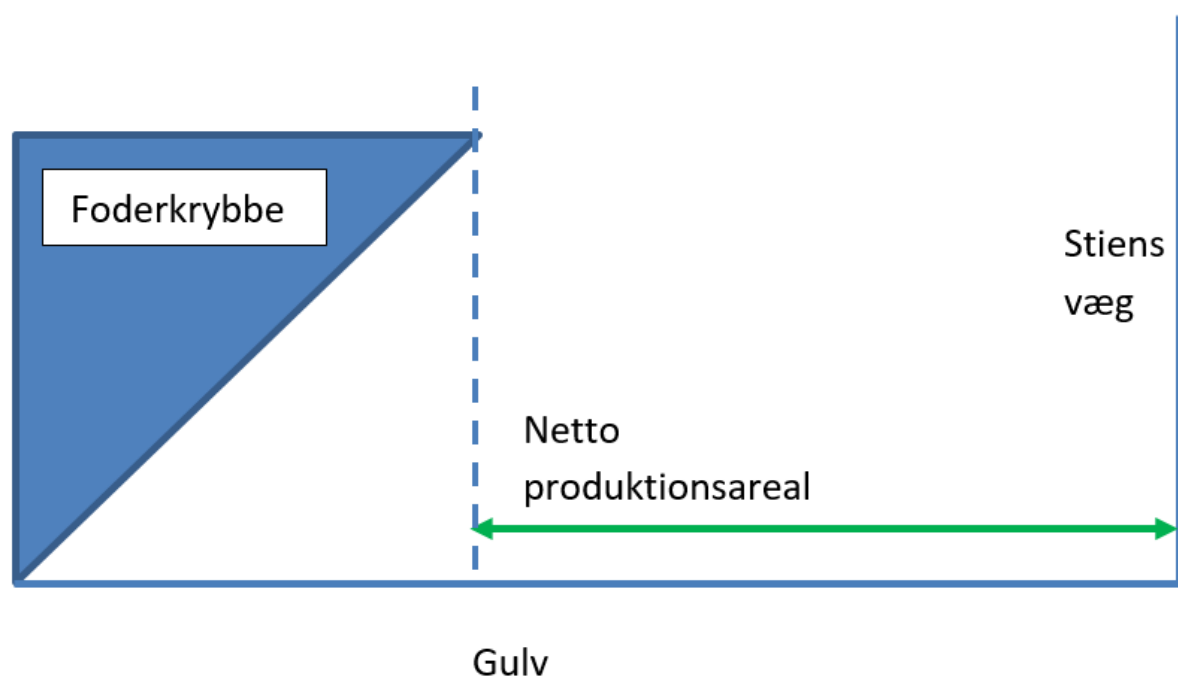 Foderkrybbe
Stiens
væg
Netto
produktionsareal
Gulv